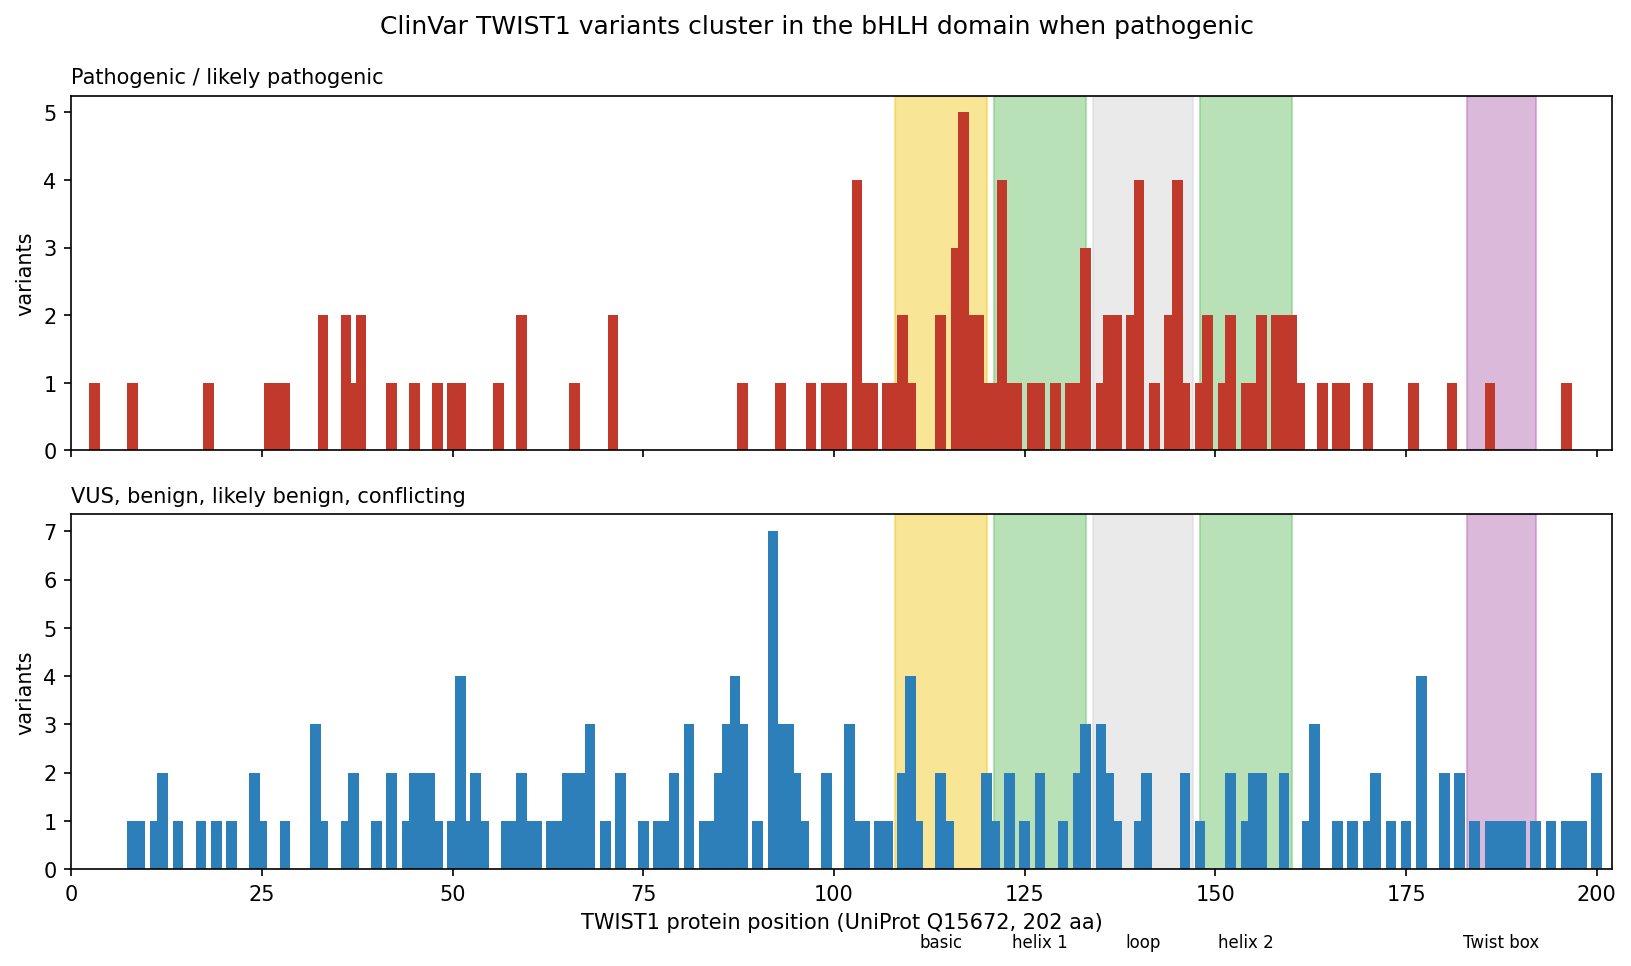 ClinVar TWIST1 variants cluster in the bHLH domain when pathogenic
Pathogenic / likely pathogenic
5
4
3
2
1
0
variants
VUS, benign, likely benign, conflicting
7
6
5
4
3
2
1
0
variants
0 25 50 75 100 125 150 175 200
TWIST1 protein position (UniProt Q15672, 202 aa)
basic helix 1 loop helix 2 Twist box